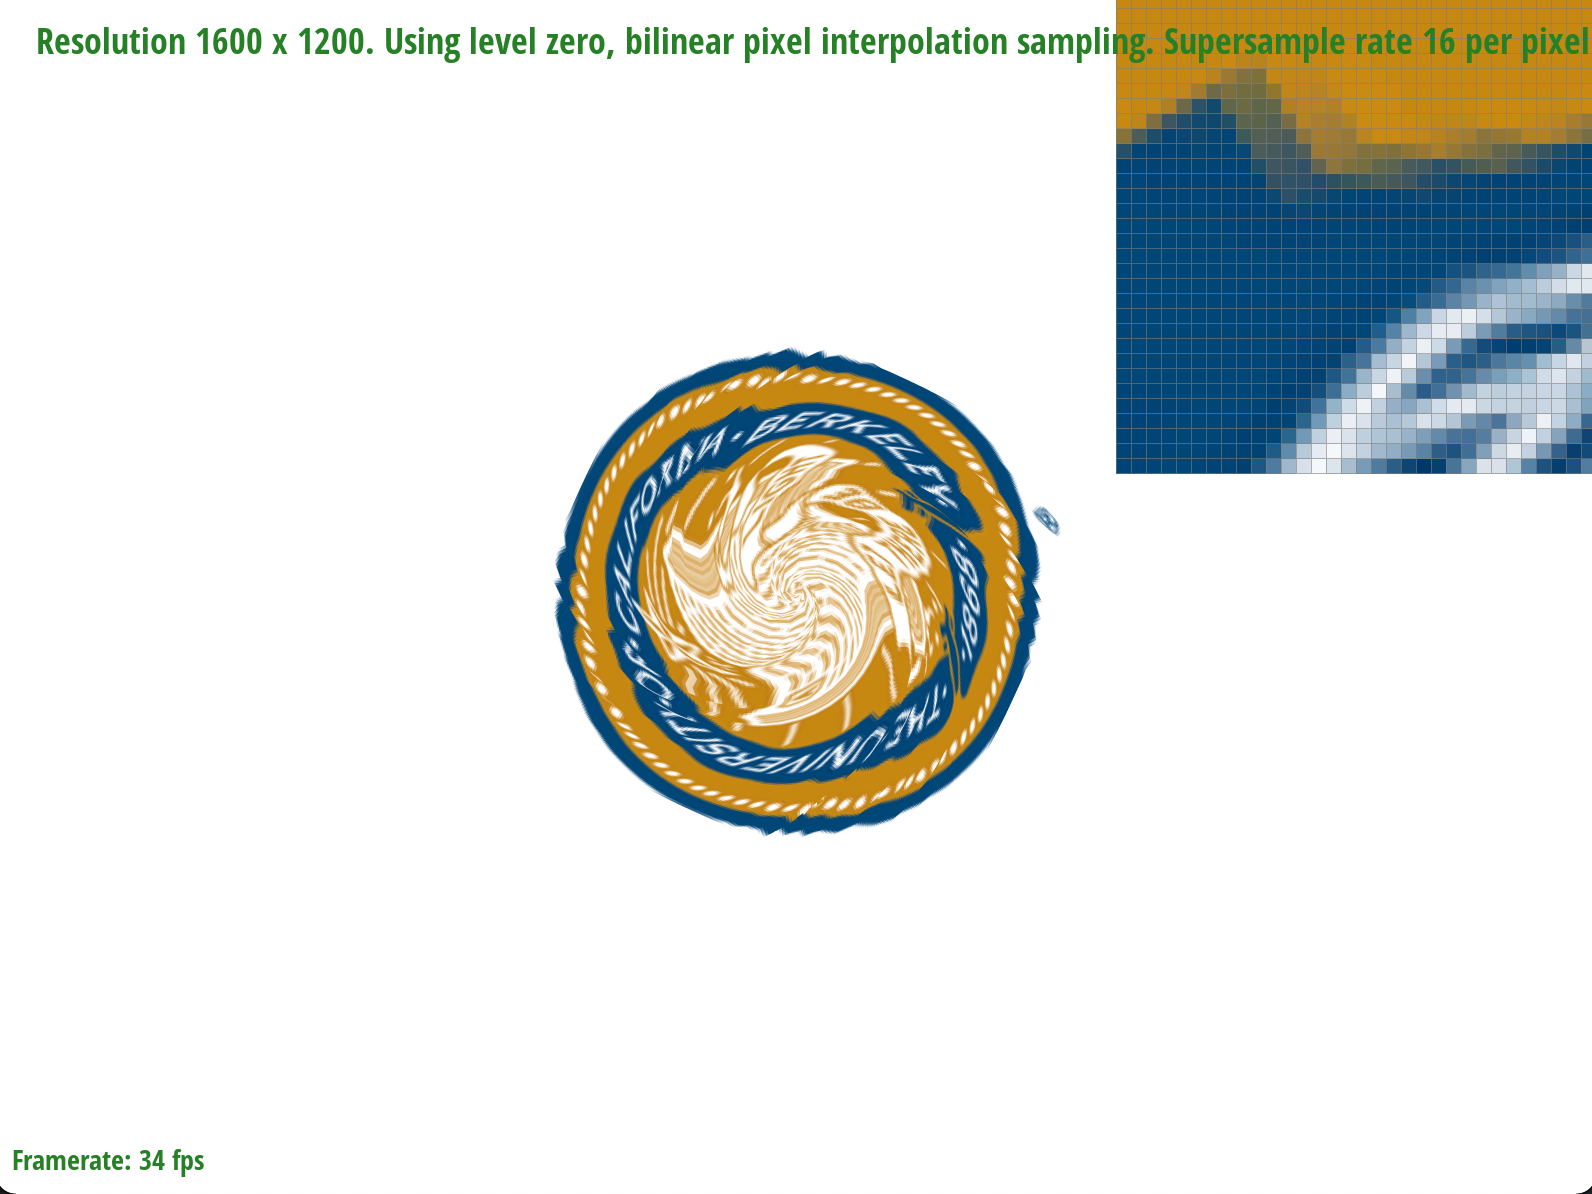 Resolution 1600 x 1200. Using level zero, bilinear pixel interpolation sampling. Supersample rate 16 per pixel
·THE UNIVERSITY·OF·CALIFORNIA·BERKELEY
·1868·
®
Framerate: 34 fps